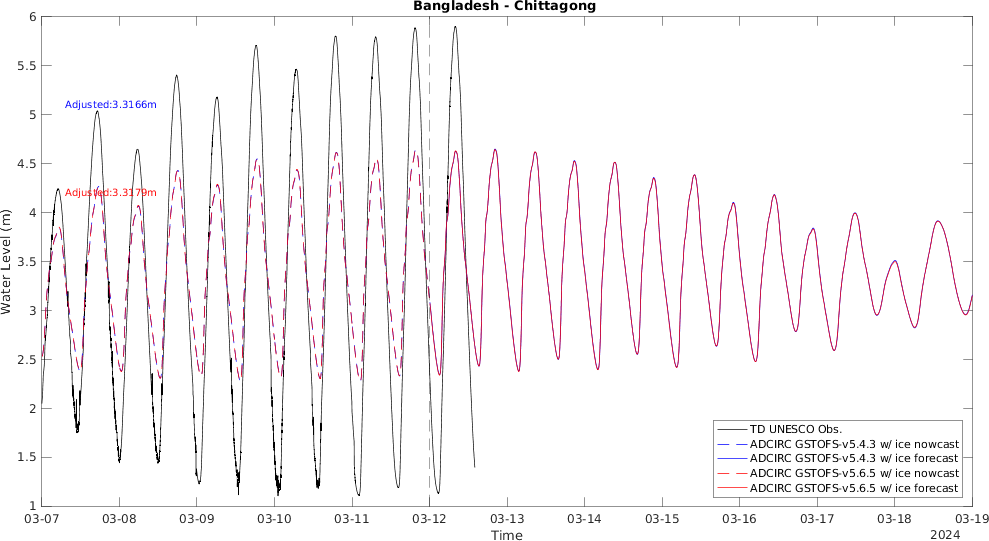 Bangladesh - Chittagong
Water Level (m)
6
5.5
5
4.5
4
3.5
3
2.5
2
1.5
1
Adjusted:3.3166m
Adjusted:3.3179m
TD UNESCO Obs.
ADCIRC GSTOFS-v5.4.3 w/ ice nowcast
ADCIRC GSTOFS-v5.4.3 w/ ice forecast
ADCIRC GSTOFS-v5.6.5 w/ ice nowcast
ADCIRC GSTOFS-v5.6.5 w/ ice forecast
03-07 03-08 03-09 03-10 03-11 03-12 03-13 03-14 03-15 03-16 03-17 03-18 03-19
Time
2024